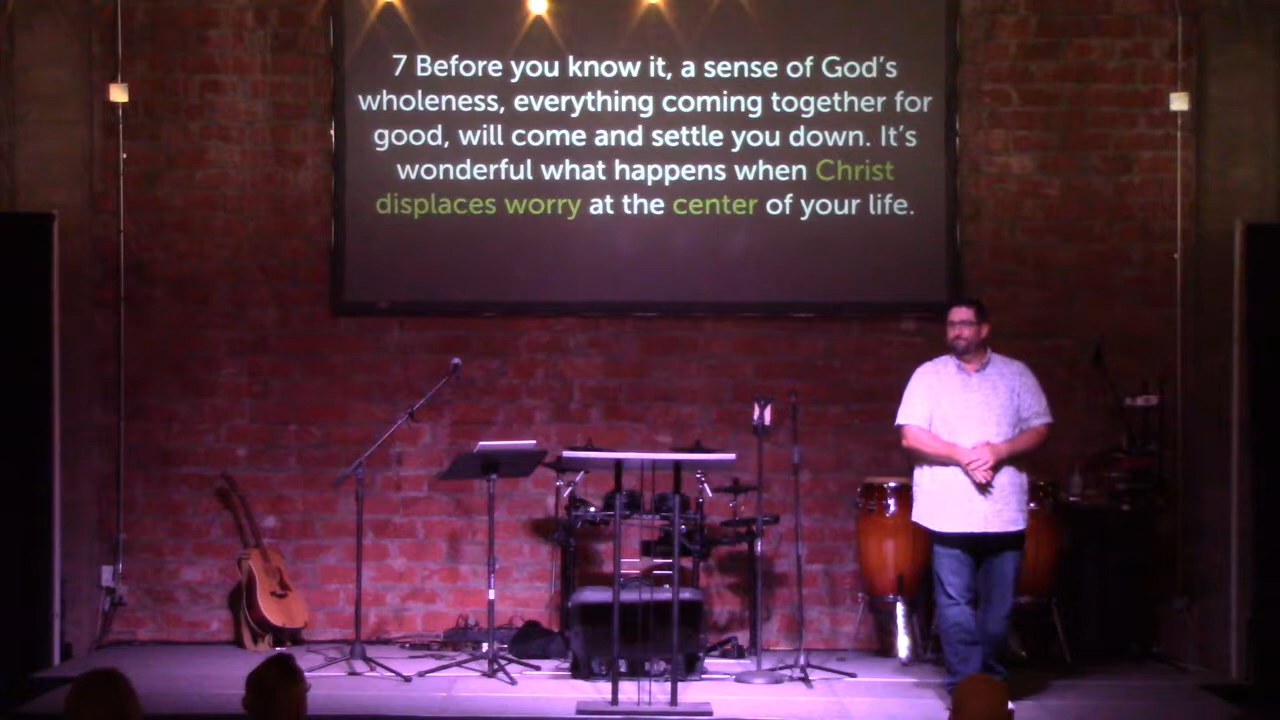 7 Before you know it, a sense of God's
wholeness, everything coming together for
good, will come and settle you down. It's
wonderful what happens when Christ
displaces worry at the center of your life.